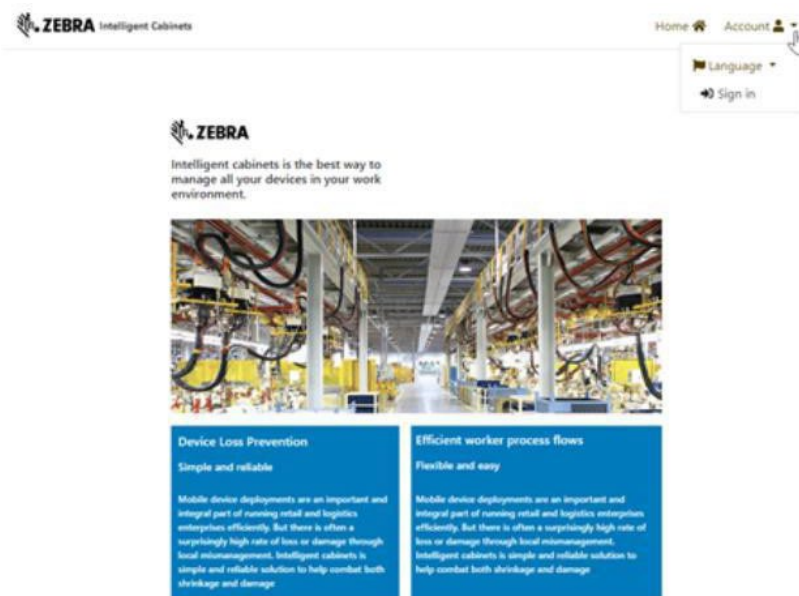 ZEBRA Intelligent Cabinets
Home
Account
Language
Sign in
ZEBRA
Intelligent cabinets is the best way to
manage all your devices in your work
environment.
Device Loss Prevention
Simple and reliable
Mobile device deployments are an important and
integral part of running retail and logistics
enterprises efficiently. But there is often a
surprisingly high rate of loss or damage through
local mismanagement. Intelligent cabinets is
simple and reliable solution to help combat both
shrinkage and damage
Efficient worker process flows
Flexible and easy
Mobile device deployments are an important and
integral part of running retail and logistics enterprises
efficiently. But there is often a surprisingly high rate of
loss or damage through local mismanagement.
Intelligent cabinets is simple and reliable solution to
help combat both shrinkage and damage